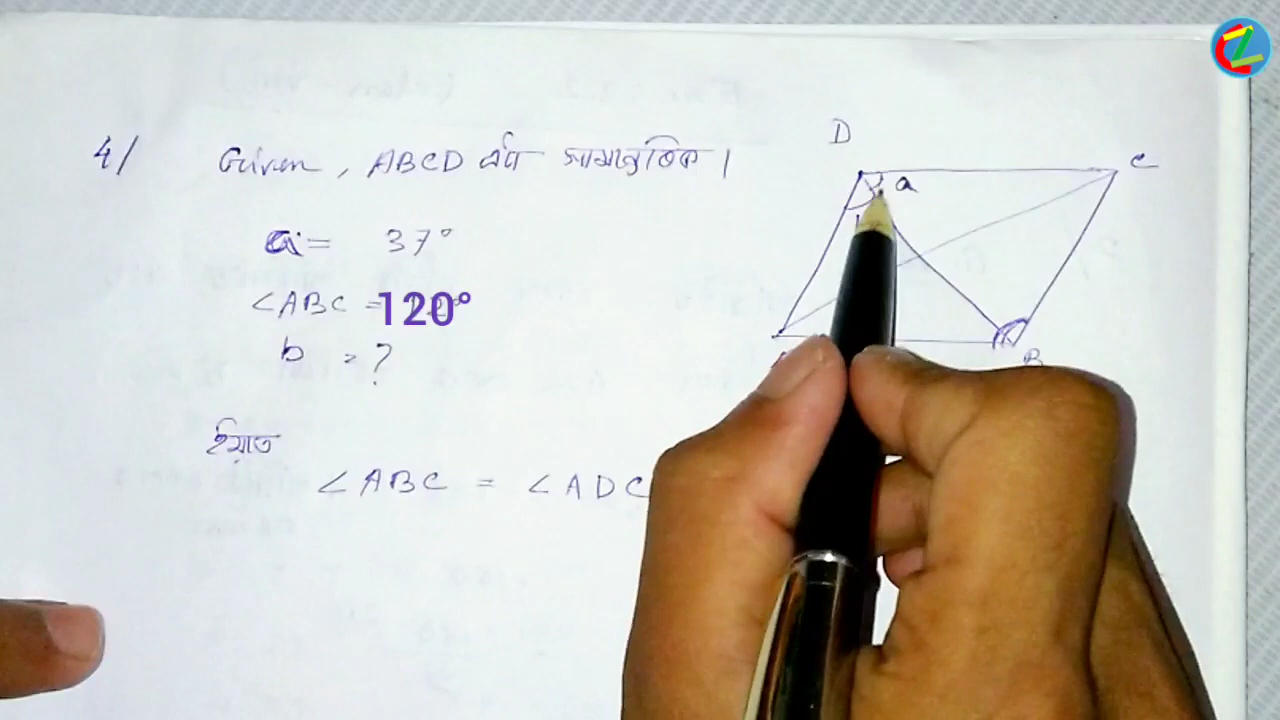 4/ Given, ABCD এটা সামান্তৰিক।
a = 37°
∠ABC = 120°
b = ?
ইয়াত
∠ABC = ∠ADC
D
C
a
B